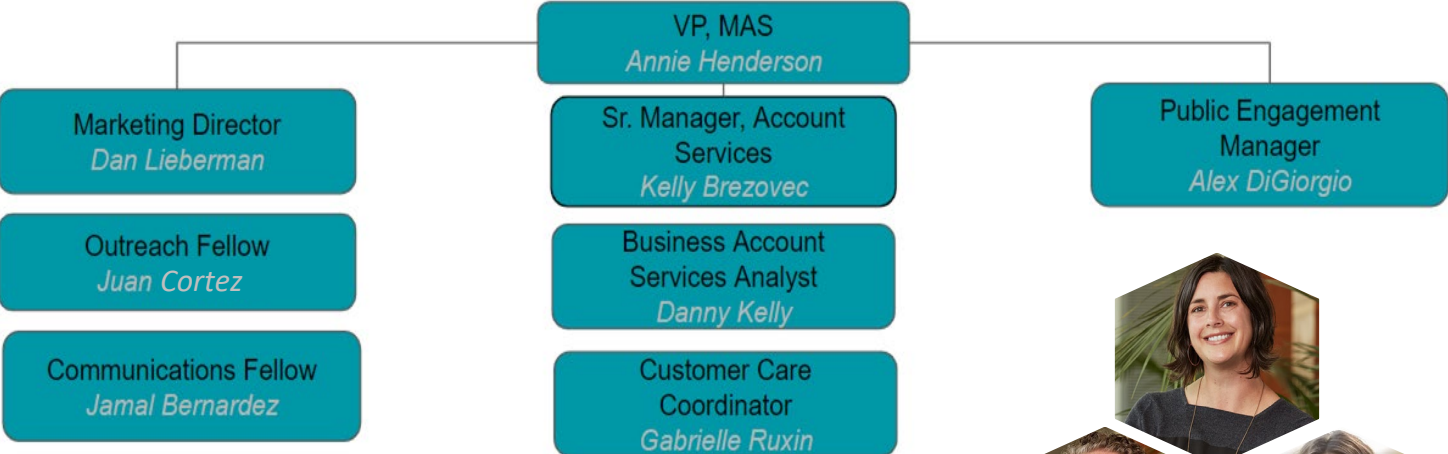 VP, MAS
Annie Henderson
Marketing Director
Dan Lieberman
Sr. Manager, Account
Services
Kelly Brezovec
Public Engagement
Manager
Alex DiGiorgio
Outreach Fellow
Juan Cortez
Business Account
Services Analyst
Danny Kelly
Communications Fellow
Jamal Bernardez
Customer Care
Coordinator
Gabrielle Ruxin